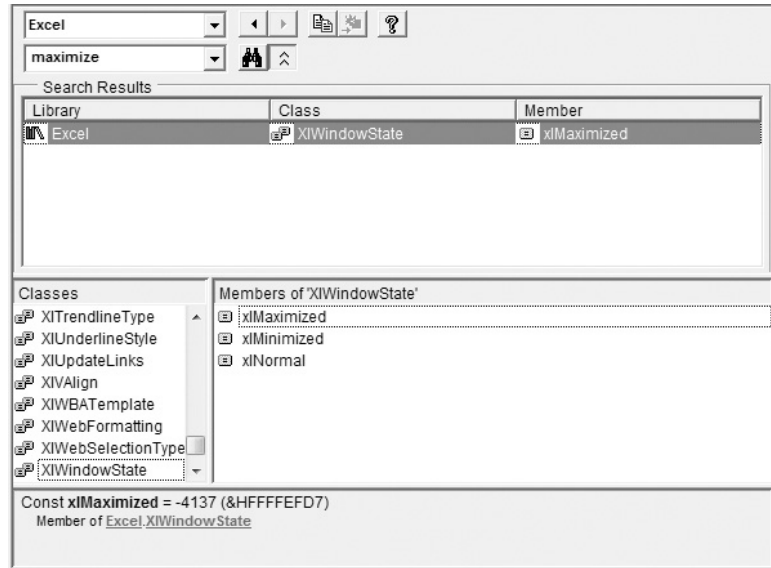 Excel
maximize
Search Results
Library Class Member
Excel XlWindowState xlMaximized
Classes
XlTrendlineType
XlUnderlineStyle
XlUpdateLinks
XlVAlign
XlWBATemplate
XlWebFormatting
XlWebSelectionType
XlWindowState
Members of 'XlWindowState'
xlMaximized
xlMinimized
xlNormal
Const xlMaximized = -4137 (&HFFFFEFD7)
Member of Excel.XlWindowState